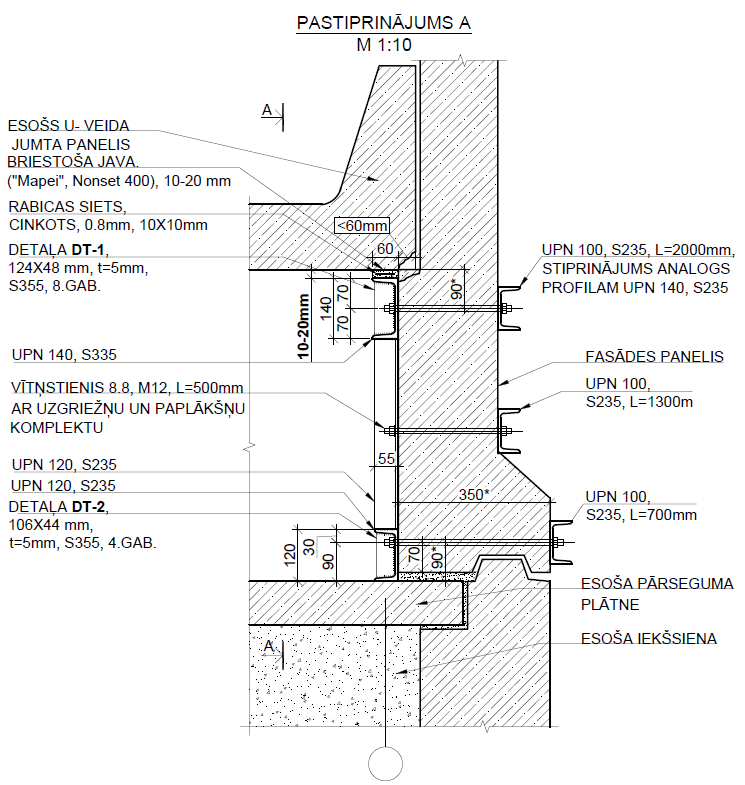 PASTIPRINĀJUMS A
M 1:10
A
ESOŠS U- VEIDA
JUMTA PANELIS
BRIESTOŠA JAVA.
("Mapei", Nonset 400), 10-20 mm
RABICAS SIETS,
CINKOTS, 0.8mm, 10X10mm
DETAĻA DT-1,
124X48 mm, t=5mm,
S355, 8.GAB.
UPN 140, S335
VĪTŅSTIENIS 8.8, M12, L=500mm
AR UZGRIEŽŅU UN PAPLĀKŠŅU
KOMPLEKTU
UPN 120, S235
UPN 120, S235
DETAĻA DT-2,
106X44 mm,
t=5mm, S355, 4.GAB.
<60mm
60
70
140
70
10-20mm
90*
55
350*
120
30
90
70
90*
A
UPN 100, S235, L=2000mm,
STIPRINĀJUMS ANALOGS
PROFILAM UPN 140, S235
FASĀDES PANELIS
UPN 100,
S235, L=1300m
UPN 100,
S235, L=700mm
ESOŠA PĀRSEGUMA
PLĀTNE
ESOŠA IEKŠSIENA